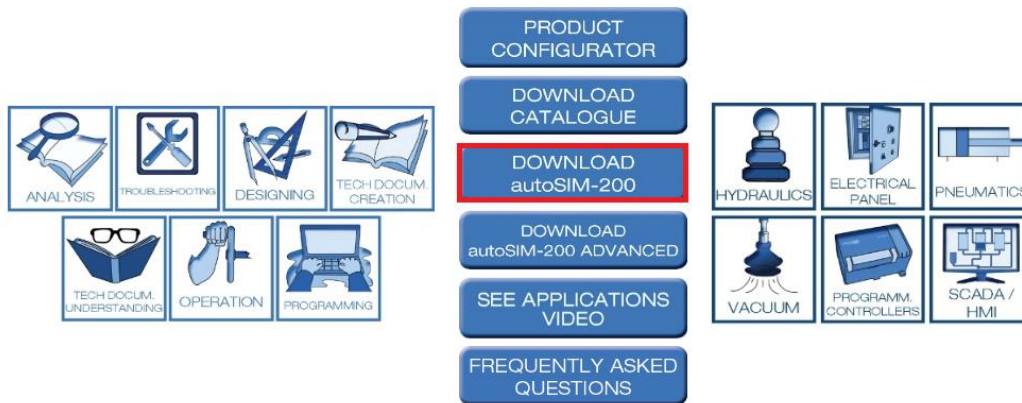 PRODUCT
CONFIGURATOR
DOWNLOAD
CATALOGUE
DOWNLOAD
autoSIM-200
DOWNLOAD
autoSIM-200 ADVANCED
SEE APPLICATIONS
VIDEO
FREQUENTLY ASKED
QUESTIONS
ANALYSIS
TROUBLESHOOTING
DESIGNING
TECH DOCUM.
CREATION
TECH DOCUM.
UNDERSTANDING
OPERATION
PROGRAMMING
HYDRAULICS
ELECTRICAL
PANEL
PNEUMATICS
VACUUM
PROGRAMM.
CONTROLLERS
SCADA /
HMI